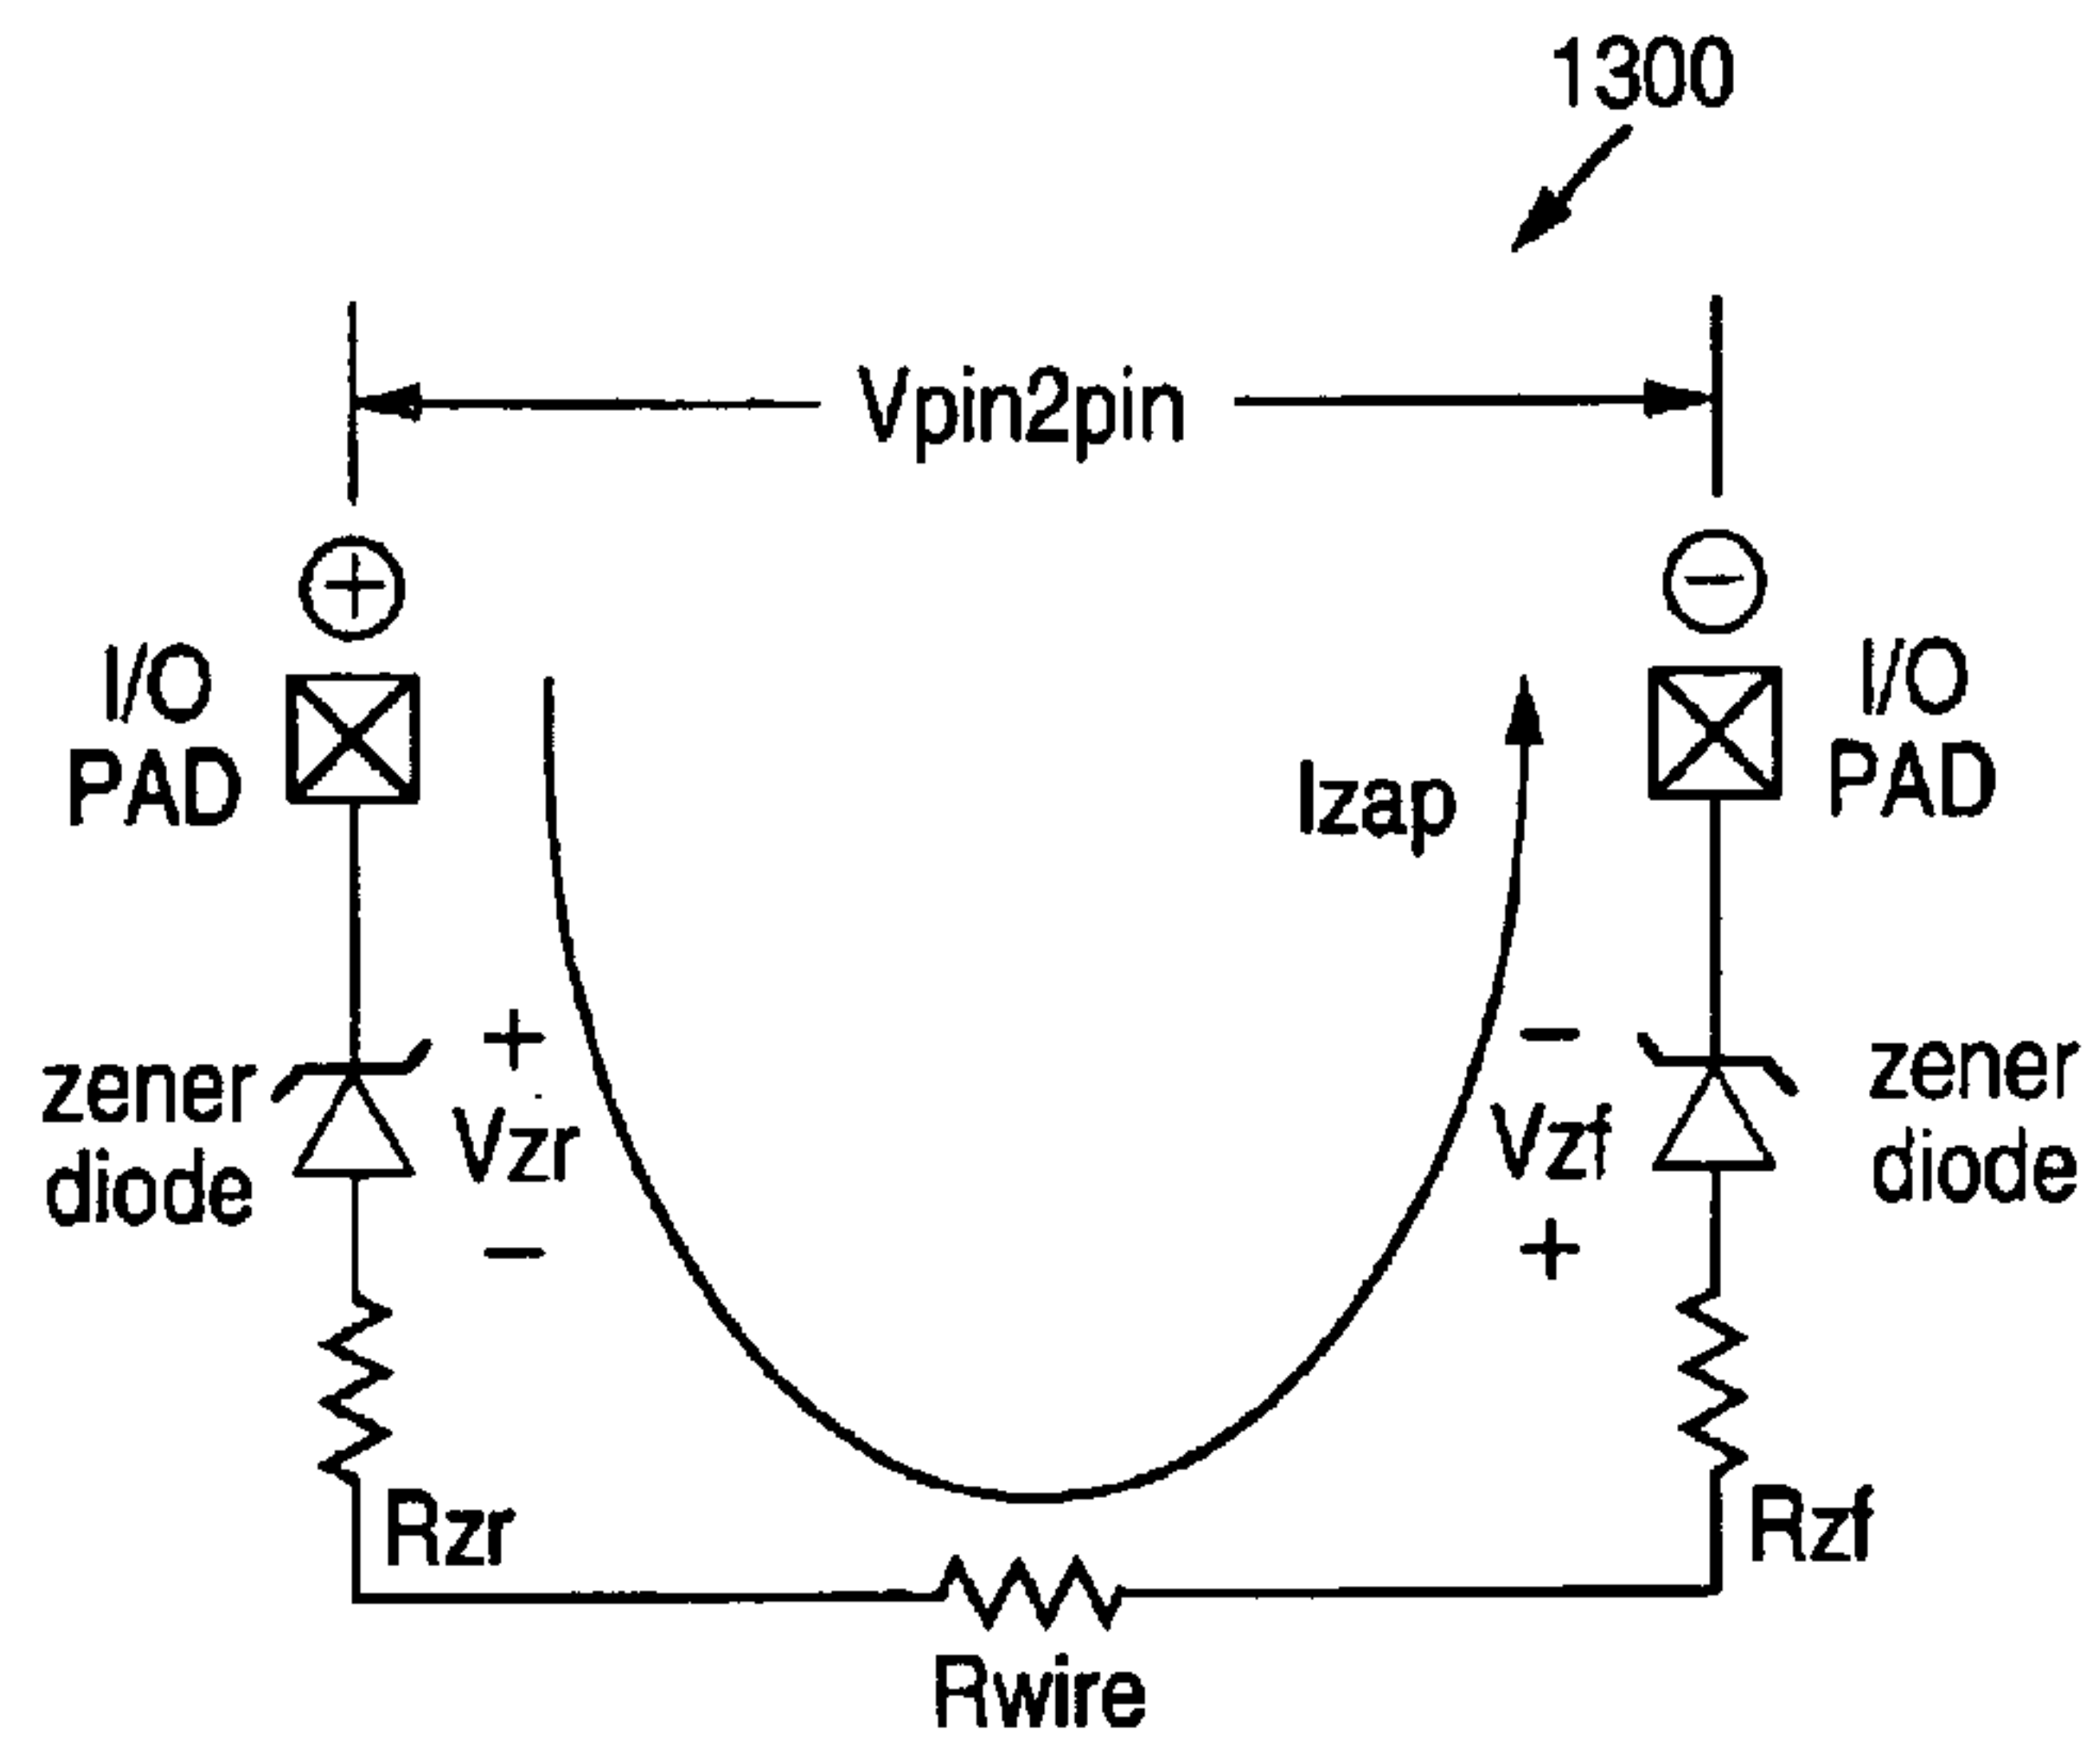 1300
Vpin2pin
+
−
I/O
PAD
Izap
I/O
PAD
zener
diode
+
Vzr
−
−
Vzf
+
zener
diode
Rzr
Rzf
Rwire